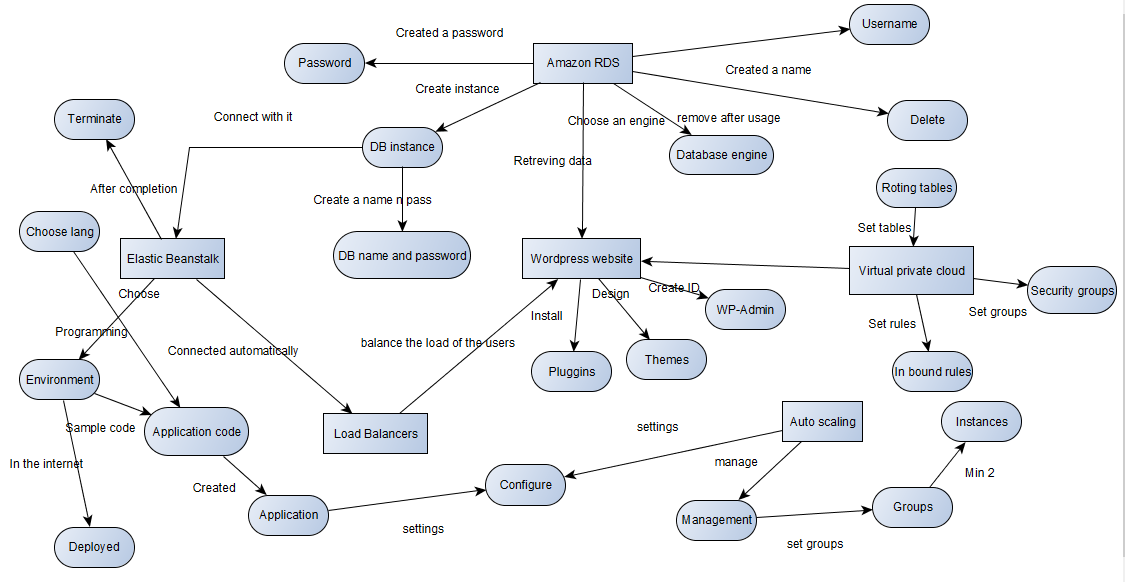 Username
Created a password
Amazon RDS
Password
Created a name
Create instance
Terminate
Connect with it
Choose an engine
remove after usage
Delete
DB instance
Database engine
Retreving data
After completion
Roting tables
Create a name n pass
Choose lang
Set tables
Elastic Beanstalk
DB name and password
Wordpress website
Virtual private cloud
Choose
Design
Create ID
Security groups
WP-Admin
Set groups
Install
Set rules
Programming
Connected automatically
balance the load of the users
Environment
Pluggins
Themes
In bound rules
Sample code
Application code
Load Balancers
settings
Auto scaling
Instances
In the internet
manage
Min 2
Created
Configure
Application
settings
Management
Groups
set groups
Deployed